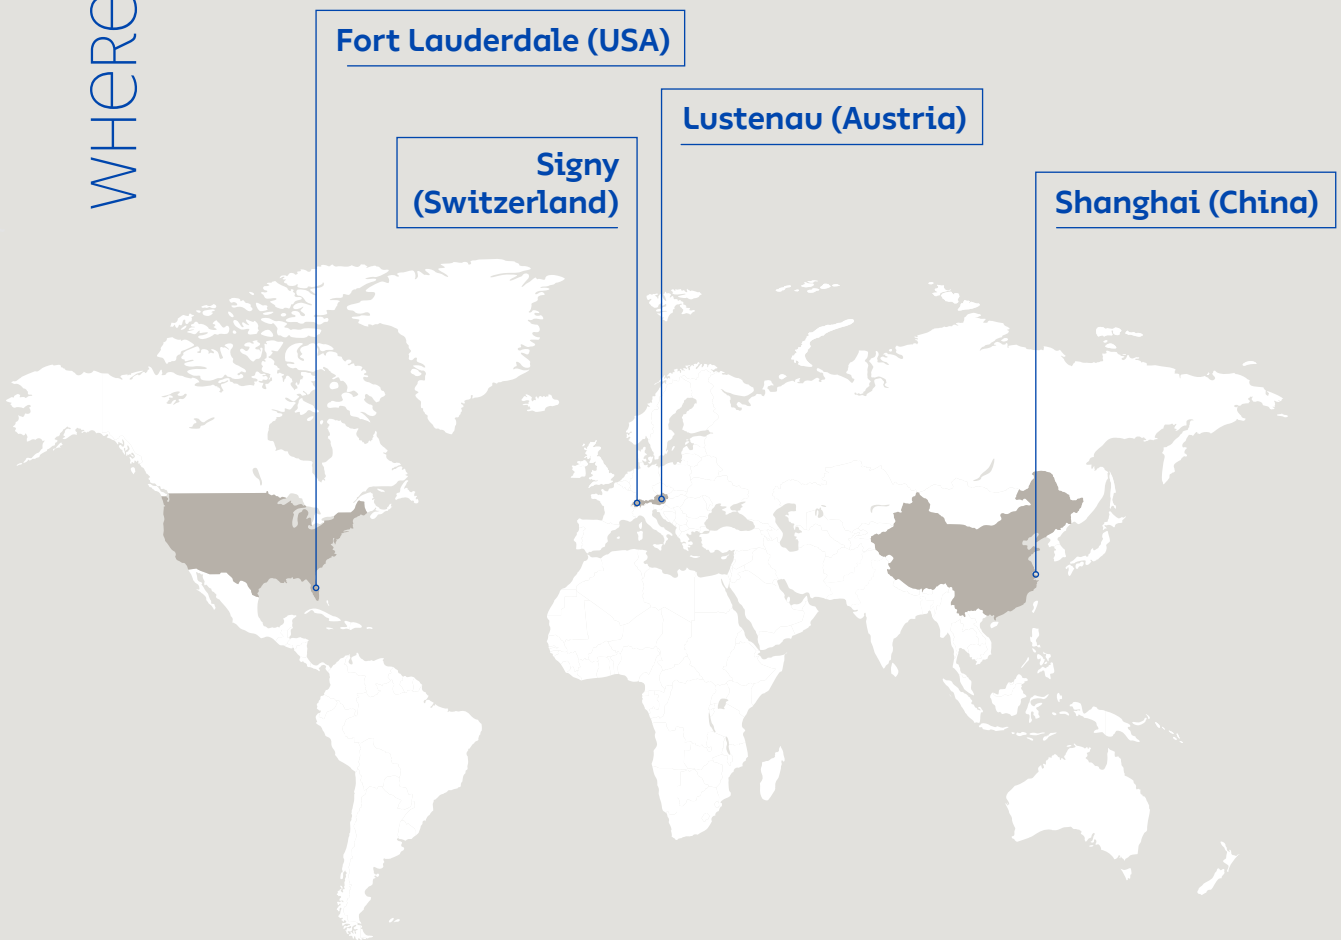 WHERE
Fort Lauderdale (USA)
Lustenau (Austria)
Signy
(Switzerland)
Shanghai (China)